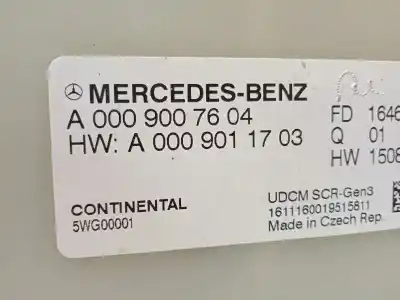 MERCEDES-BENZ
A 000 900 76 04 FD 1646
HW: A 000 901 17 03 Q 01
HW 1508
CONTINENTAL UDCM SCR-Gen3
5WG00001 1611160019515811
Made in Czech Rep.